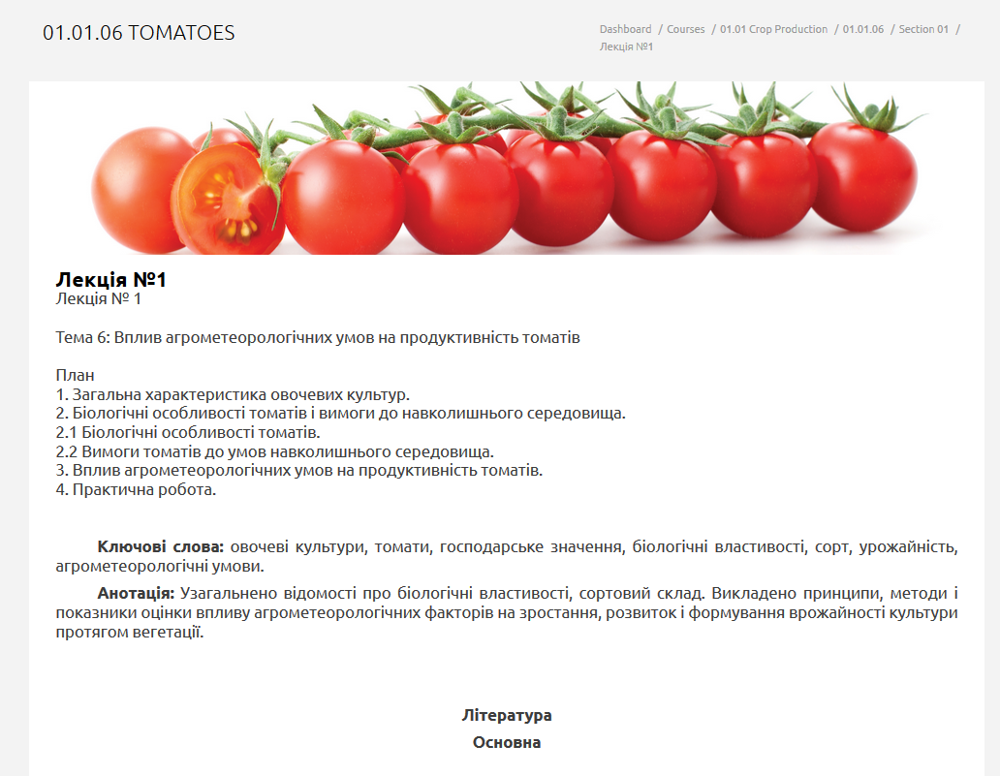 01.01.06 TOMATOES
Dashboard / Courses / 01.01 Crop Production / 01.01.06 / Section 01 /
Лекція №1
Лекція №1
Лекція № 1
Тема 6: Вплив агрометеорологічних умов на продуктивність томатів
План
1. Загальна характеристика овочевих культур.
2. Біологічні особливості томатів і вимоги до навколишнього середовища.
2.1 Біологічні особливості томатів.
2.2 Вимоги томатів до умов навколишнього середовища.
3. Вплив агрометеорологічних умов на продуктивність томатів.
4. Практична робота.
Ключові слова: овочеві культури, томати, господарське значення, біологічні властивості, сорт, урожайність,
агрометеорологічні умови.
Анотація: Узагальнено відомості про біологічні властивості, сортовий склад. Викладено принципи, методи і
показники оцінки впливу агрометеорологічних факторів на зростання, розвиток і формування врожайності культури
протягом вегетації.
Література
Основна